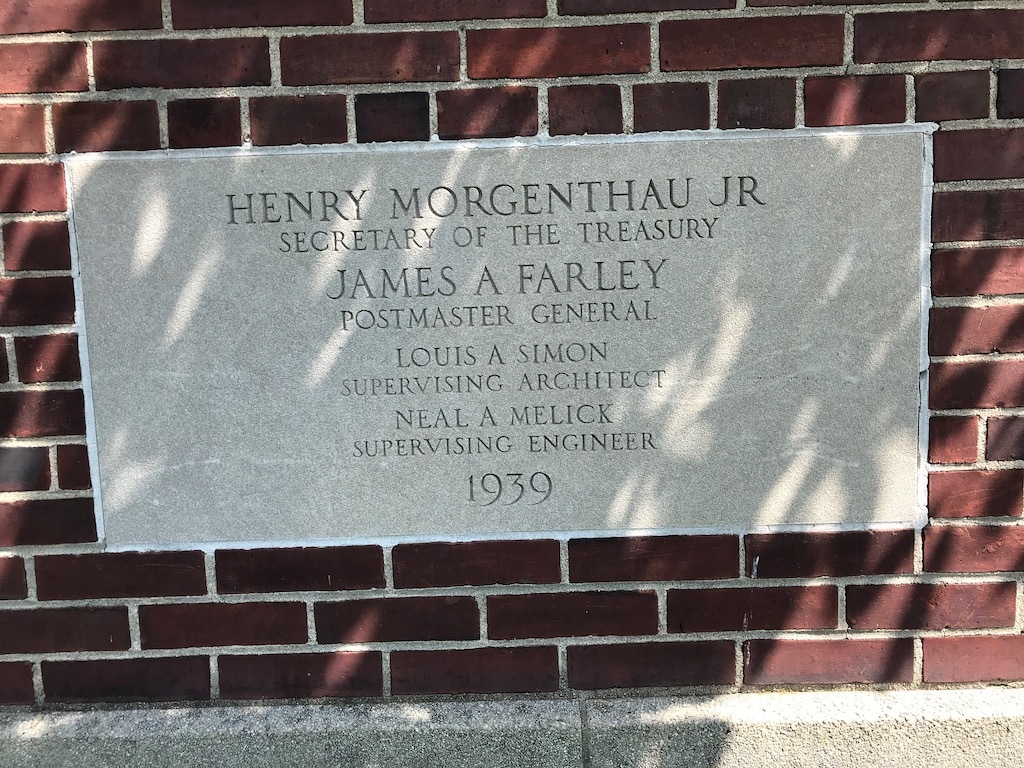 HENRY MORGENTHAU JR
SECRETARY OF THE TREASURY
JAMES A FARLEY
POSTMASTER GENERAL
LOUIS A SIMON
SUPERVISING ARCHITECT
NEAL A MELICK
SUPERVISING ENGINEER
1939